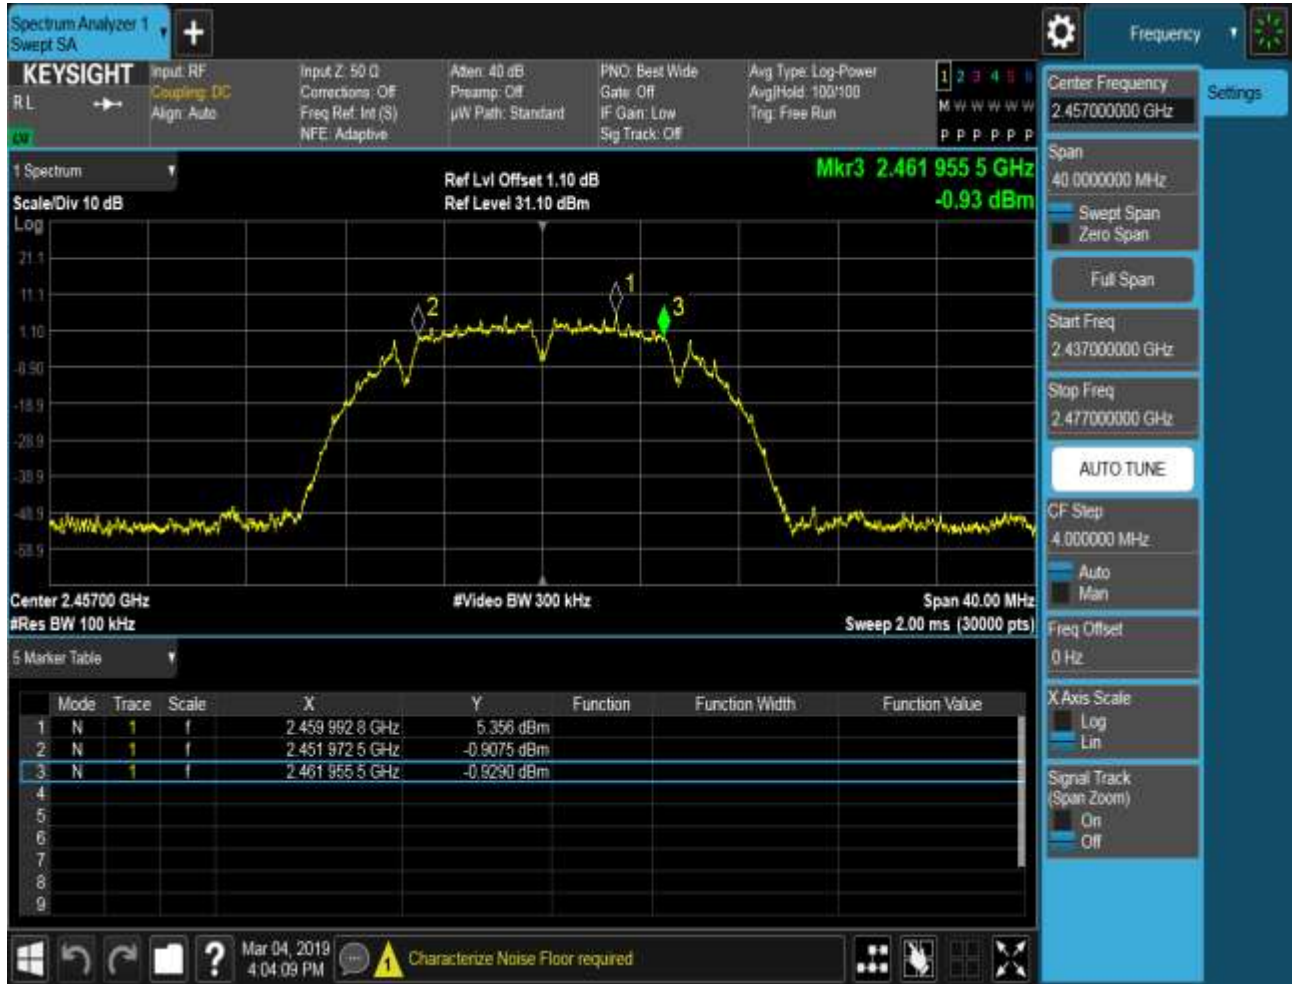 Spectrum Analyzer 1
Swept SA
+
Frequency
KEYSIGHT
RL
Input: RF
Coupling: DC
Align: Auto
Input Z: 50 Ω
Corrections: Off
Freq Ref: Int (S)
NFE: Adaptive
Atten: 40 dB
Preamp: Off
µW Path: Standard
PNO: Best Wide
Gate: Off
IF Gain: Low
Sig Track: Off
Avg Type: Log-Power
Avg|Hold: 100/100
Trig: Free Run
1 2 3 4 5 6
M W W W W W
P P P P P P
1 Spectrum
Scale/Div 10 dB
Ref Lvl Offset 1.10 dB
Ref Level 31.10 dBm
Mkr3 2.461 955 5 GHz
-0.93 dBm
Log
21.1
11.1
1.10
-8.90
-18.9
-28.9
-38.9
-48.9
-58.9
2
1
3
Center 2.45700 GHz
#Video BW 300 kHz
Span 40.00 MHz
#Res BW 100 kHz
Sweep 2.00 ms (30000 pts)
5 Marker Table
Mode Trace Scale X Y Function Function Width Function Value
1 N 1 f 2.459 992 8 GHz 5.356 dBm
2 N 1 f 2.451 972 5 GHz -0.9075 dBm
3 N 1 f 2.461 955 5 GHz -0.9290 dBm
4
5
6
7
8
9
?
Mar 04, 2019
4:04:09 PM
1
Characterize Noise Floor required
Settings
Center Frequency
2.457000000 GHz
Span
40.0000000 MHz
Swept Span
Zero Span
Full Span
Start Freq
2.437000000 GHz
Stop Freq
2.477000000 GHz
AUTO TUNE
CF Step
4.000000 MHz
Auto
Man
Freq Offset
0 Hz
X Axis Scale
Log
Lin
Signal Track
(Span Zoom)
On
Off